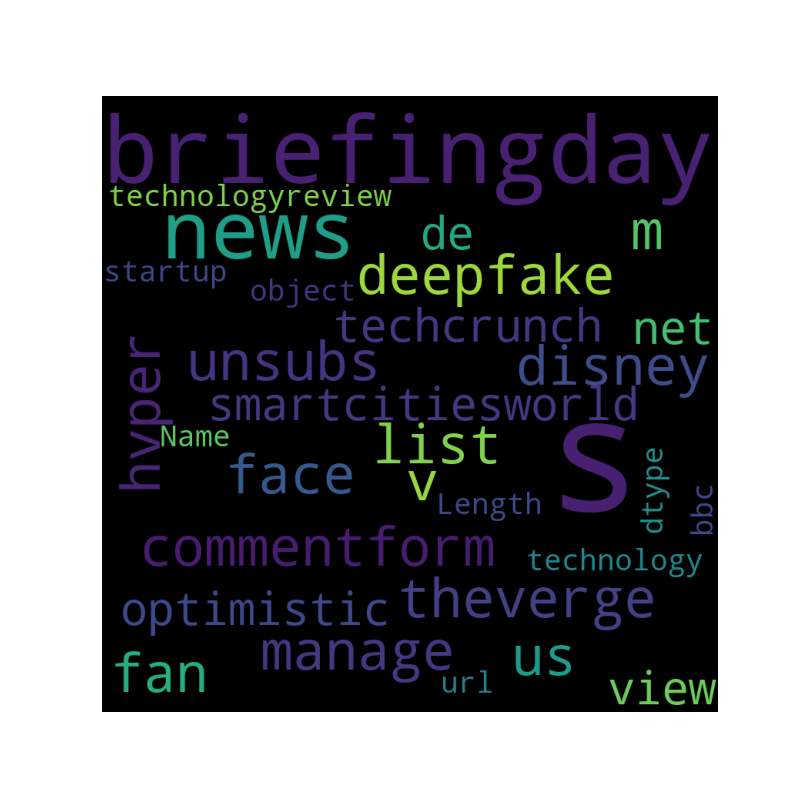 briefingday
technologyreview
news
de
m
startup
object
deepfake
techcrunch
net
unsubs
disney
hyper
smartcitiesworld
Name
list
s
face
v
Length
dtype
bbc
commentform
technology
optimistic
theverge
manage
us
fan
url
view